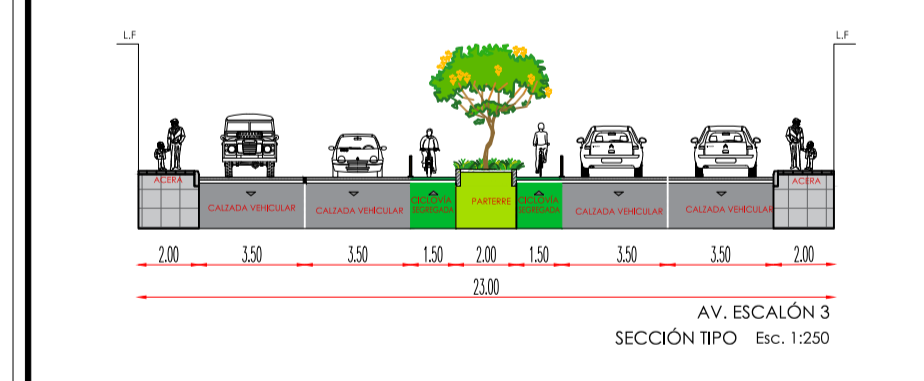 L.F
L.F
ACERA
CALZADA VEHICULAR
CALZADA VEHICULAR
CICLOVÍA
SEGREGADA
PARTERRE
CICLOVÍA
SEGREGADA
CALZADA VEHICULAR
CALZADA VEHICULAR
ACERA
2.00 3.50 3.50 1.50 2.00 1.50 3.50 3.50 2.00
23.00
AV. ESCALÓN 3
SECCIÓN TIPO Esc. 1:250